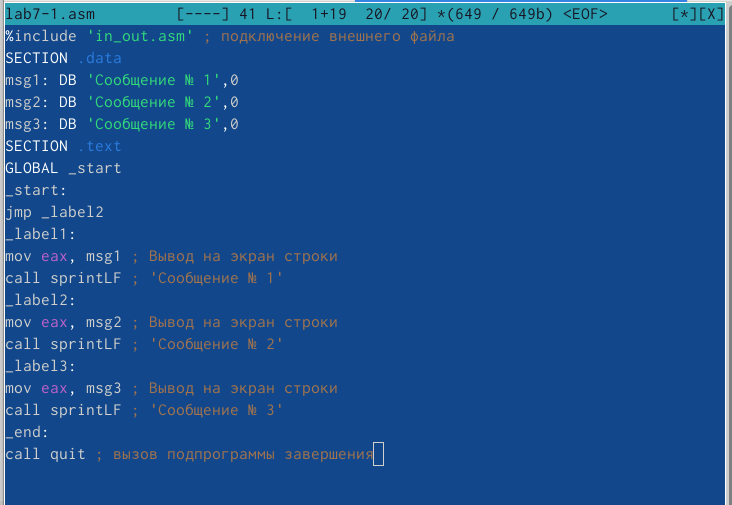 lab7-1.asm [----] 41 L:[ 1+19 20/ 20] *(649 / 649b) <EOF> [*][X]
%include 'in_out.asm' ; подключение внешнего файла
SECTION .data
msg1: DB 'Сообщение № 1',0
msg2: DB 'Сообщение № 2',0
msg3: DB 'Сообщение № 3',0
SECTION .text
GLOBAL _start
_start:
jmp _label2
_label1:
mov eax, msg1 ; Вывод на экран строки
call sprintLF ; 'Сообщение № 1'
_label2:
mov eax, msg2 ; Вывод на экран строки
call sprintLF ; 'Сообщение № 2'
_label3:
mov eax, msg3 ; Вывод на экран строки
call sprintLF ; 'Сообщение № 3'
_end:
call quit ; вызов подпрограммы завершения